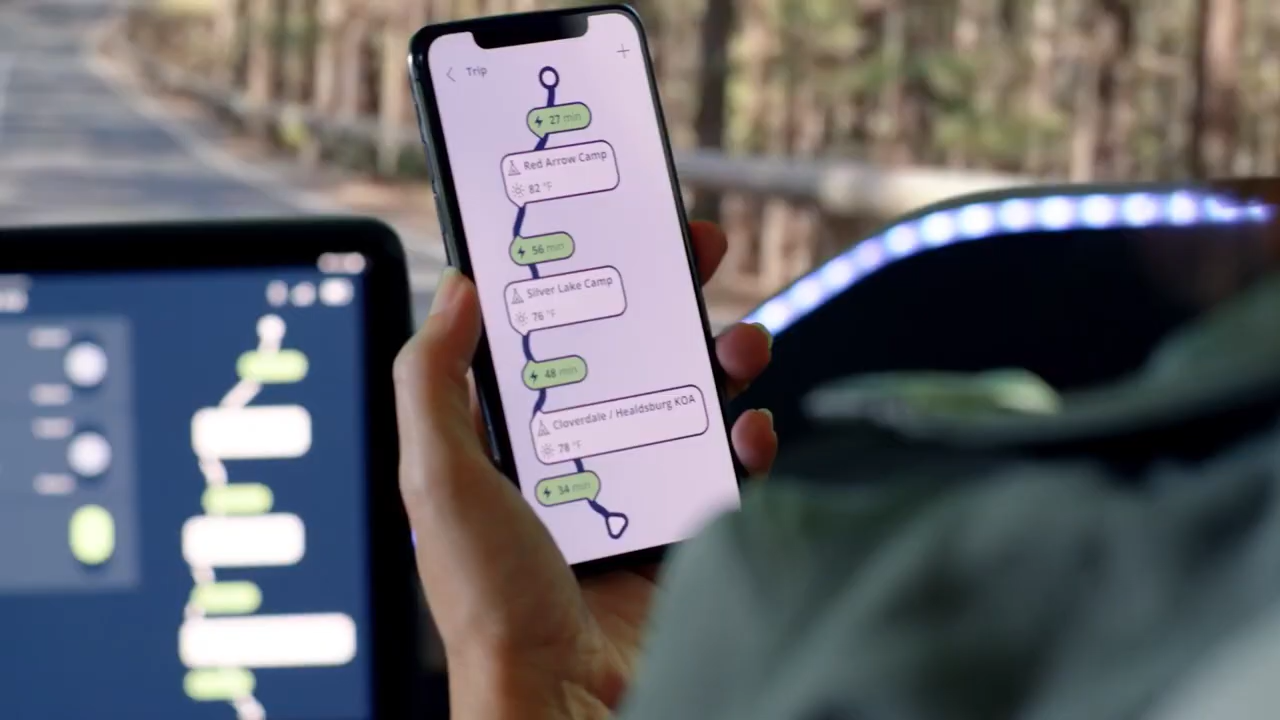 Trip
27 min
Red Arrow Camp
82 °F
56 min
Silver Lake Camp
76 °F
48 min
Cloverdale / Healdsburg KOA
78 °F
34 min